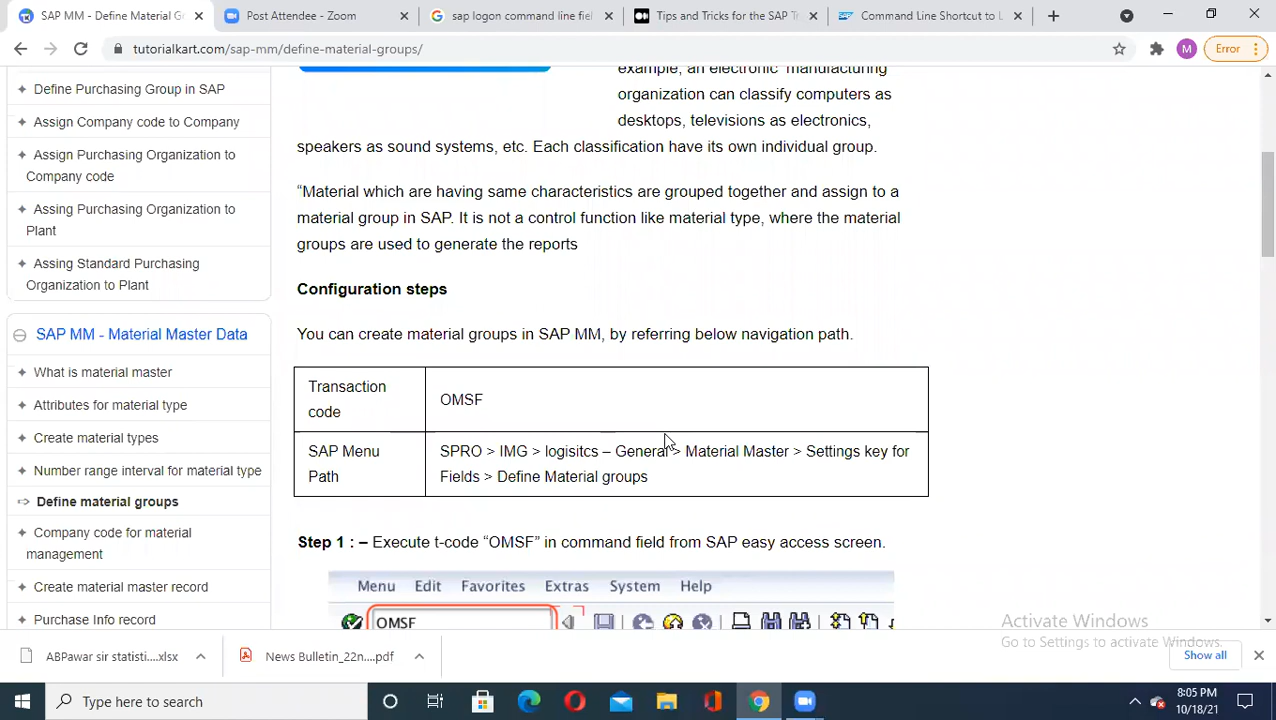 SAP MM - Define Material Gr
Post Attendee - Zoom
sap logon command line fiel
Tips and Tricks for the SAP Tr
Command Line Shortcut to L
tutorialkart.com/sap-mm/define-material-groups/
M
Error
Define Purchasing Group in SAP
Assign Company code to Company
Assign Purchasing Organization to
Company code
Assing Purchasing Organization to
Plant
Assing Standard Purchasing
Organization to Plant
SAP MM - Material Master Data
What is material master
Attributes for material type
Create material types
Number range interval for material type
Define material groups
Company code for material
management
Create material master record
Purchase Info record
example, an electronic manufacturing
organization can classify computers as
desktops, televisions as electronics,
speakers as sound systems, etc. Each classification have its own individual group.
“Material which are having same characteristics are grouped together and assign to a
material group in SAP. It is not a control function like material type, where the material
groups are used to generate the reports
Configuration steps
You can create material groups in SAP MM, by referring below navigation path.
Transaction
code
OMSF
SAP Menu
Path
SPRO > IMG > logisitcs – General > Material Master > Settings key for
Fields > Define Material groups
Step 1 : – Execute t-code “OMSF” in command field from SAP easy access screen.
Menu Edit Favorites Extras System Help
OMSF
Activate Windows
Go to Settings to activate Windows.
ABPawar sir statisti....xlsx
News Bulletin_22n....pdf
Show all
Type here to search
8:05 PM
10/18/21